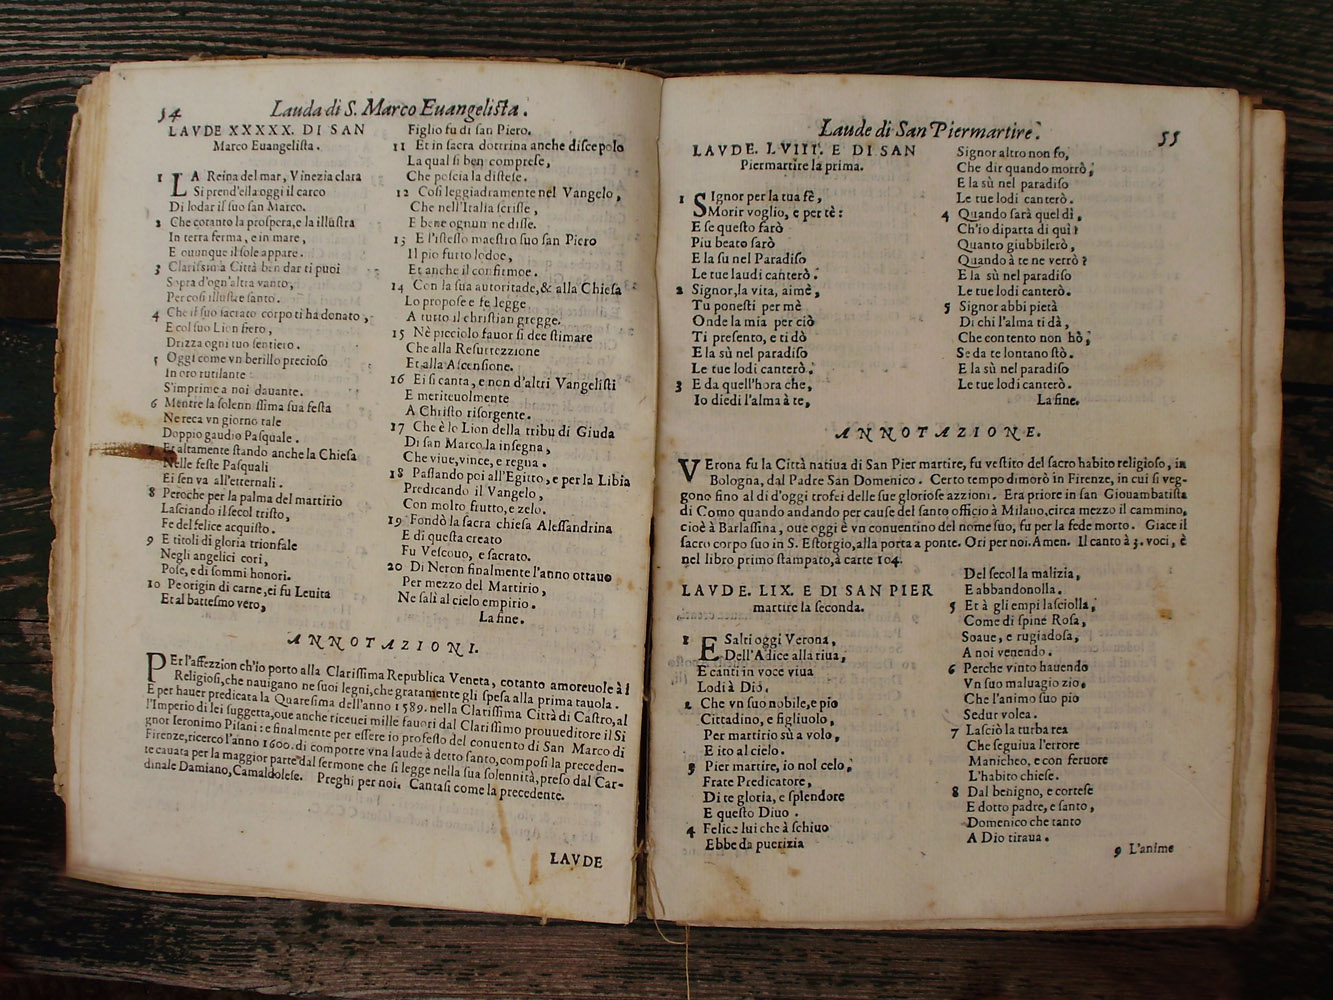 54
Lauda di S. Marco Euangelista.
LAVDE XXXXX. DI SAN
Marco Euangelista.
1 LA Reina del mar, Vinezia clara
Si prend'ella oggi il carco
Di lodar il suo san Marco.
2 Che cotanto la prospera, e la illustra
In terra ferma, e in mare,
E ouunque il sole appare.
3 Clarissima Città ben dar ti puoi
Sopra d'ogn'altra vanto,
Per così illustre santo.
4 Che il suo sacrato corpo ti ha donato,
E col suo Lion fiero,
Drizza ogni tuo sentiero.
5 Oggi come vn berillo precioso
In oro rutilante
S'imprime a noi dauante.
6 Mentre la solennissima sua festa
Ne reca vn giorno tale
Doppio gaudio Pasquale.
7 Et altamente stando anche la Chiesa
Nelle feste Pasquali
Ei sen va all'etternali.
8 Peroche per la palma del martirio
Lasciando il secol tristo,
Fe del felice acquisto.
9 E titoli di gloria trionfale
Negli angelici cori,
Pose, e di sommi honori.
10 Pe origin di carne, ei fu Leuita
Et al battesmo vero,
Figlio fu di san Piero.
11 Et in sacra dottrina anche discepolo
La qual si ben comprese,
Che poscia la distese.
12 Così leggiadramente nel Vangelo,
Che nell'Italia scrisse,
E bene ognun ne disse.
13 E l'istesso maestro suo san Piero
Il pio futto lodoe,
Et anche il confirmoe.
14 Con la sua autoritade, & alla Chiesa
Lo propose e fe legge
A tutto il christian gregge.
15 Nè picciolo fauor si dee stimare
Che alla Resurrezzione
Et alla Ascensione.
16 Ei si canta, e non d'altri Vangelisti
E meriteuolmente
A Christo risorgente.
17 Che è lo Lion della tribu di Giuda
Di san Marco la insegna,
Che viue, vince, e regna.
18 Passando poi all'Egitto, e per la Libia
Predicando il Vangelo,
Con molto frutto, e zelo.
19 Fondò la sacra chiesa Alessandrina
E di questa creato
Fu Vescouo, e sacrato.
20 Di Neron finalmente l'anno ottauo
Per mezzo del Martirio,
Ne salì al cielo empirio.
La fine.
ANNOTAZIONI.
PEr l'affezzion ch'io porto alla Clarissima Republica Veneta, cotanto amoreuole ài
Religiosi, che nauigano ne suoi legni, che gratamente gli spesa alla prima tauola.
E per hauer predicata la Quaresima dell'anno 1589. nella Clarissima Città di Castro, al
l'Imperio di lei suggetta, oue anche riceuei mille fauori dal Clarissimo prouueditore il Si
gnor Ieronimo Pisani: e finalmente per essere io professo del conuento di San Marco di
Firenze, ricerco l'anno 1600. di comporre vna laude à detto santo, composi la preceden-
te cauata per la maggior parte dal sermone che si legge nella sua solennità, preso dal Car-
dinale Damiano, Camaldolese. Preghi per noi. Cantasi come la precedente.
LAVDE
Laude di San Piermartire.
55
LAVDE. LVIII. E DI SAN
Piermartire la prima.
1 SIgnor per la tua fè,
Morir voglio, e per tè:
E se questo farò
Piu beato sarò
E la su nel Paradiso
Le tue laudi canterò.
2 Signor, la vita, aimè,
Tu ponesti per mè
Onde la mia per ciò
Ti presento, e ti dò
E la sù nel paradiso
Le tue lodi canterò.
3 E da quell'hora che,
Io diedi l'alma à te,
Signor altro non fo,
Che dir quando morrò,
E la sù nel paradiso
Le tue lodi canterò.
4 Quando sarà quel dì,
Ch'io diparta di quì?
Quanto giubbilerò,
Quando à te ne verrò?
E la sù nel paradiso
Le tue lodi canterò.
5 Signor abbi pietà
Di chi l'alma ti dà,
Che contento non hò,
Se da te lontano stò.
E la sù nel paradiso
Le tue lodi canterò.
La fine.
ANNOTAZIONE.
VErona fu la Città natiua di San Pier martire, fu vestito del sacro habito religioso, in
Bologna, dal Padre San Domenico. Certo tempo dimorò in Firenze, in cui si veg-
gono fino al dì d'oggi trofei delle sue gloriose azzioni. Era priore in san Giouambatista
di Como quando andando per cause del santo officio à Milano, circa mezzo il cammino,
cioè à Barlassina, oue oggi è vn conuentino del nome suo, fu per la fede morto. Giace il
sacro corpo suo in S. Estorgio, alla porta a ponte. Ori per noi. Amen. Il canto à 3. voci, è
nel libro primo stampato, à carte 104.
LAVDE. LIX. E DI SAN PIER
martire la seconda.
1 ESalti oggi Verona,
Dell'Adice alla riua,
E canti in voce viua
Lodi à Dio.
2 Che vn suo nobile, e pio
Cittadino, e figliuolo,
Per martirio sù a volo,
E ito al cielo.
3 Pier martire, io nol celo,
Frate Predicatore,
Di te gloria, e splendore
E questo Diuo.
4 Felice lui che à schiuo
Ebbe da puerizia
Del secol la malizia,
E abbandonolla.
5 Et à gli empi lasciolla,
Come di spine Rosa,
Soaue, e rugiadosa,
A noi venendo.
6 Perche vinto hauendo
Vn suo maluagio zio,
Che l'animo suo pio
Sedur volea.
7 Lasciò la turba rea
Che seguiua l'errore
Manicheo, e con feruore
L'habito chiese.
8 Dal benigno, e cortese
E dotto padre, e santo,
Domenico che tanto
A Dio tiraua.
9 L'anime